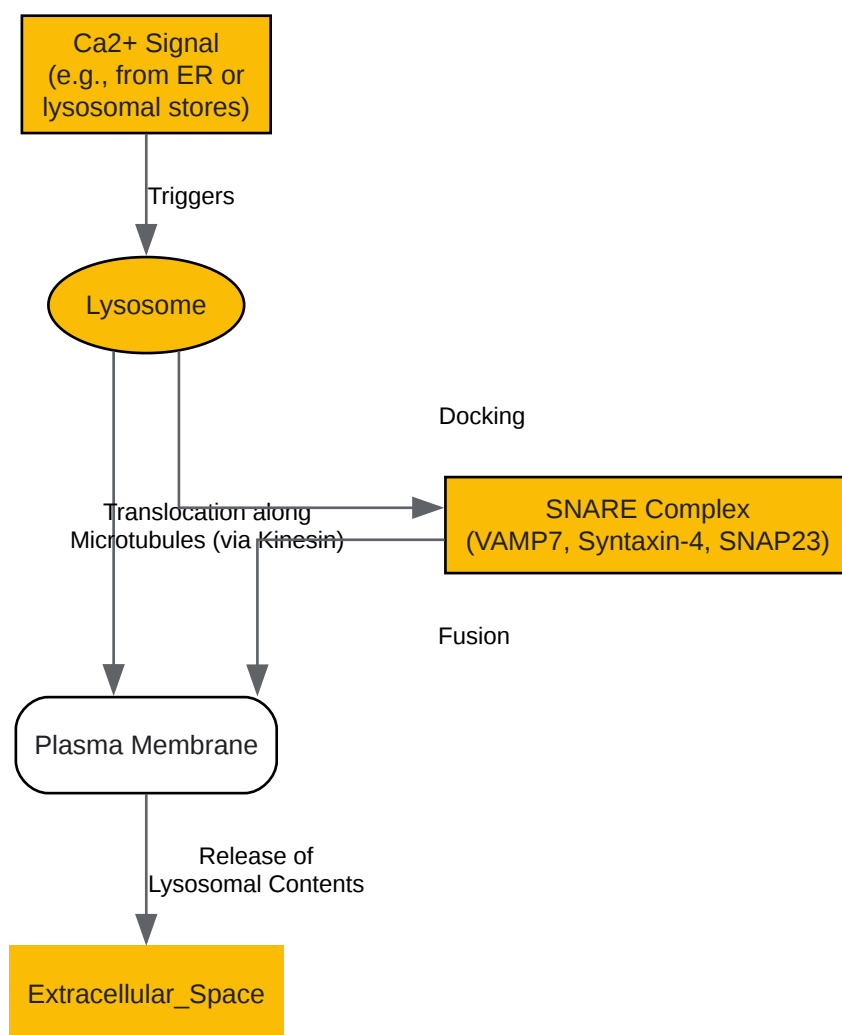 Ca2+ Signal
(e.g., from ER or
lysosomal stores)
Triggers
Lysosome
Docking
Translocation along
Microtubules (via Kinesin)
SNARE Complex
(VAMP7, Syntaxin-4, SNAP23)
Fusion
Plasma Membrane
Release of
Lysosomal Contents
Extracellular_Space